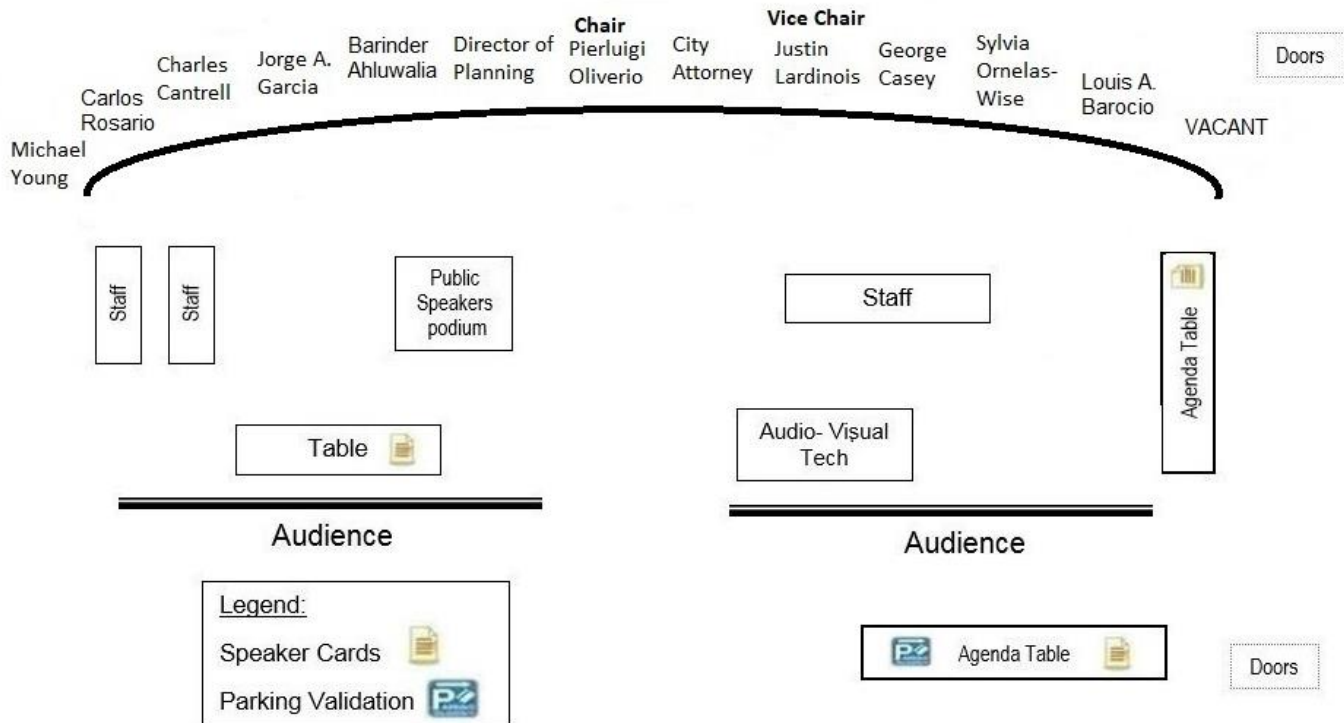 Michael
Young
Carlos
Rosario
Charles
Cantrell
Jorge A.
Garcia
Barinder
Ahluwalia
Director of
Planning
Chair
Pierluigi
Oliverio
City
Attorney
Vice Chair
Justin
Lardinois
George
Casey
Sylvia
Ornelas-
Wise
Louis A.
Barocio
VACANT
Doors
Staff
Staff
Public
Speakers
podium
Staff
Agenda Table
Table
Audio- Visual
Tech
Audience
Audience
Legend:
Speaker Cards
Parking Validation
P
P
Agenda Table
Doors